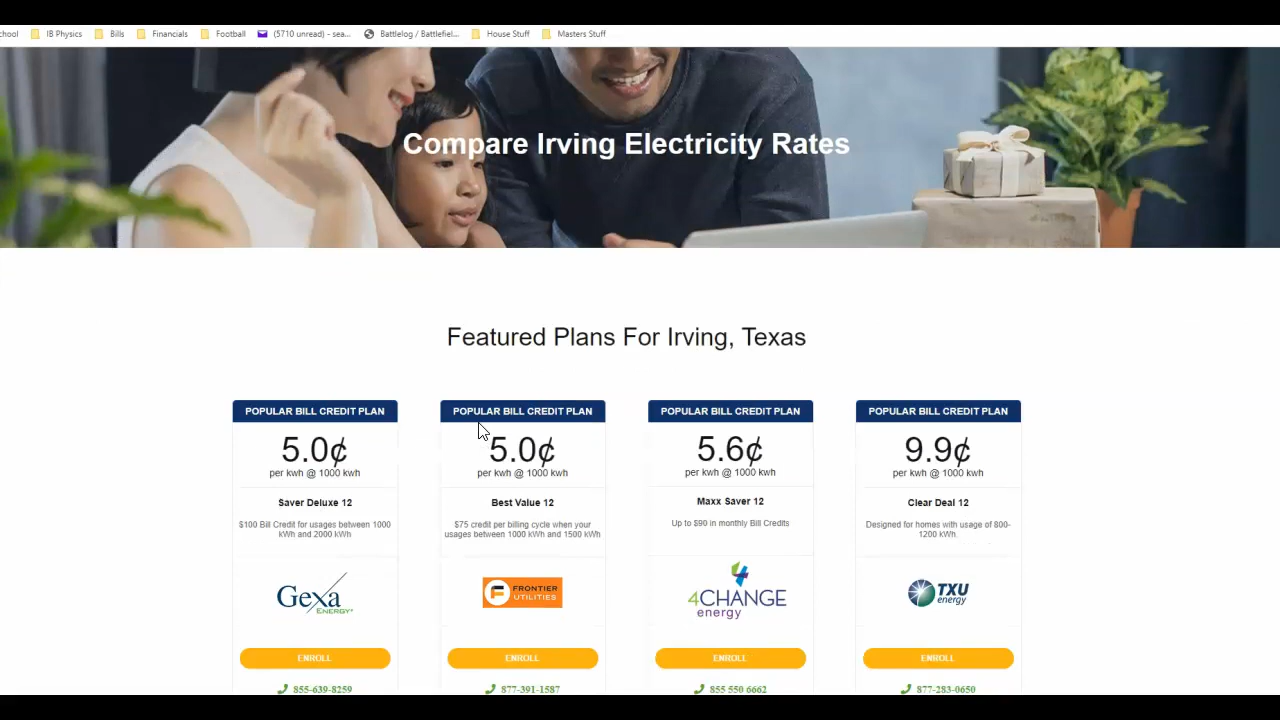 chool
IB Physics
Bills
Financials
Football
(5710 unread) - sea...
Battlelog / Battlefiel...
House Stuff
Masters Stuff
Compare Irving Electricity Rates
Featured Plans For Irving, Texas
POPULAR BILL CREDIT PLAN
5.0¢
per kwh @ 1000 kwh
Saver Deluxe 12
$100 Bill Credit for usages between 1000
kWh and 2000 kWh
Gexa
ENERGY
ENROLL
855-639-8259
POPULAR BILL CREDIT PLAN
5.0¢
per kwh @ 1000 kwh
Best Value 12
$75 credit per billing cycle when your
usages between 1000 kWh and 1500 kWh
FRONTIER
UTILITIES
ENROLL
877-391-1587
POPULAR BILL CREDIT PLAN
5.6¢
per kwh @ 1000 kwh
Maxx Saver 12
Up to $90 in monthly Bill Credits
4CHANGE
energy
ENROLL
855 550 6662
POPULAR BILL CREDIT PLAN
9.9¢
per kwh @ 1000 kwh
Clear Deal 12
Designed for homes with usage of 800-
1200 kWh.
TXU
energy
ENROLL
877-283-0650